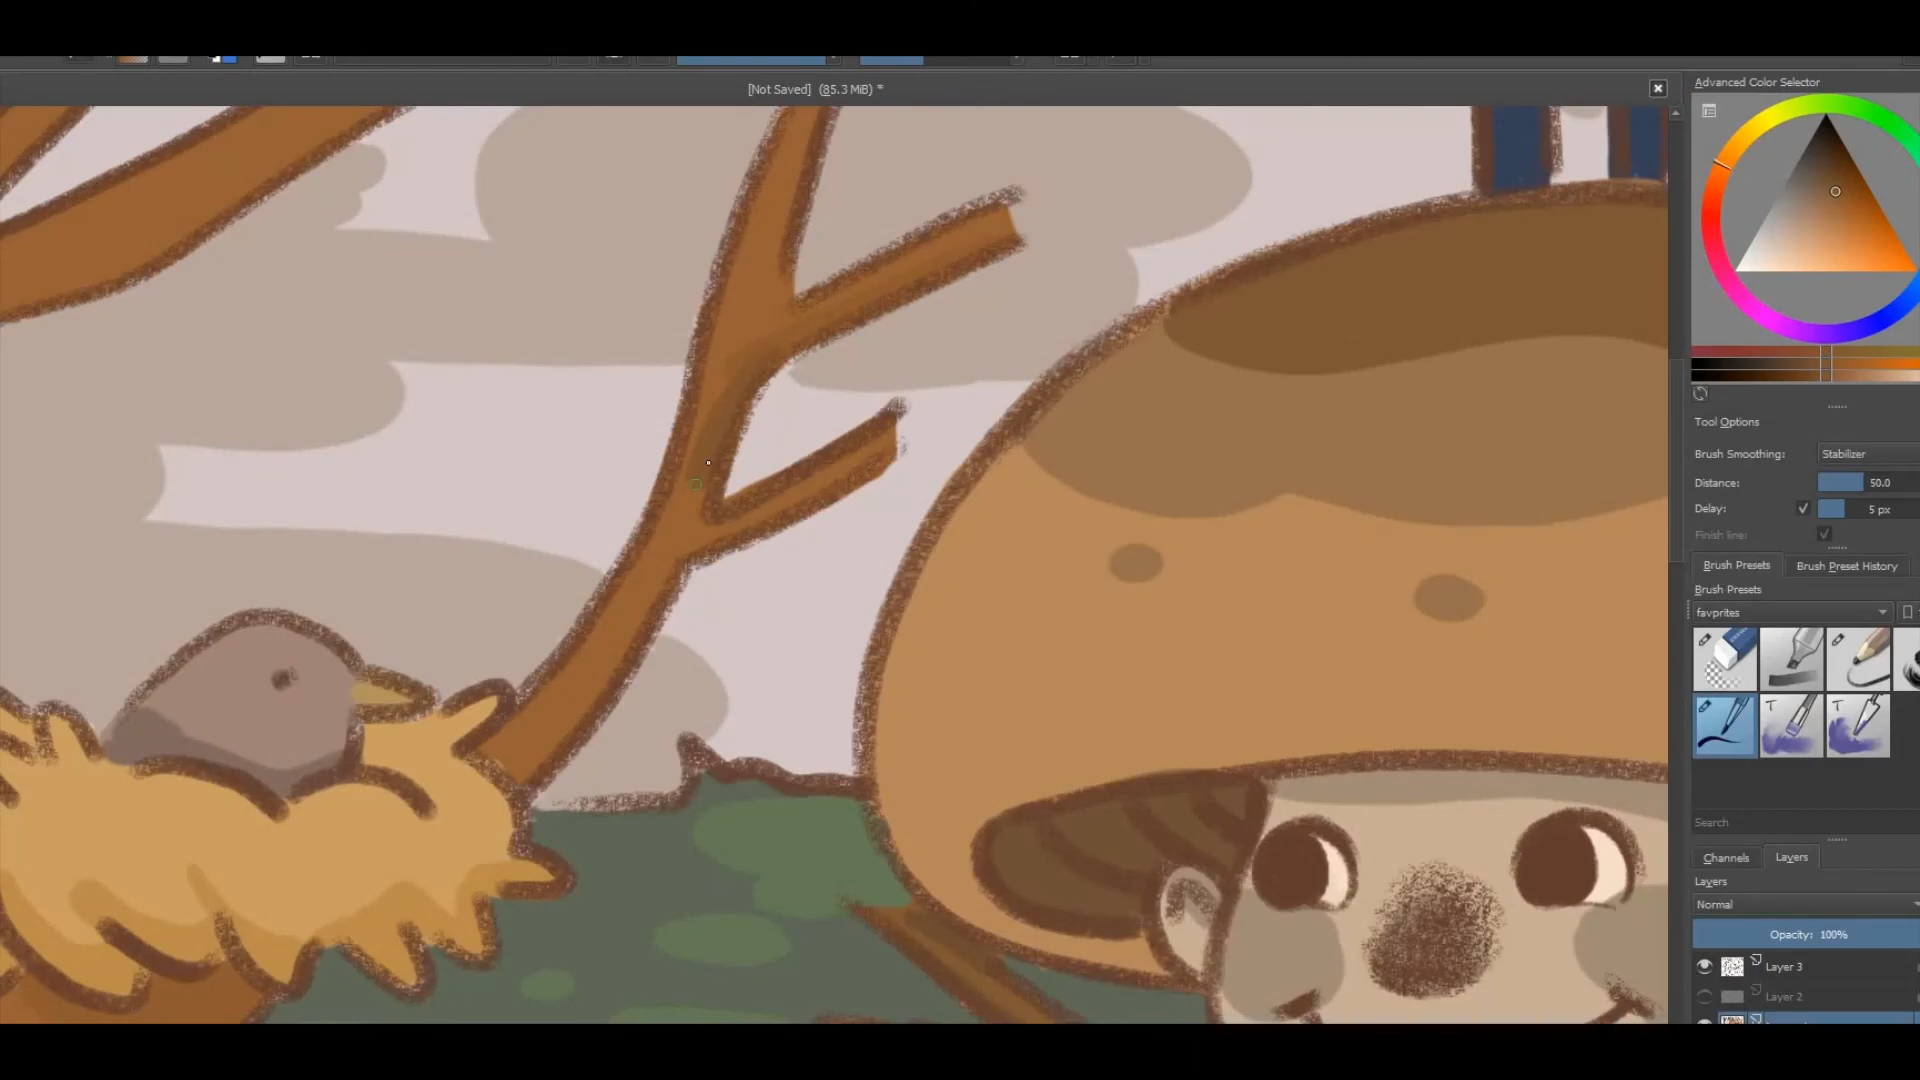 [Not Saved] (85.3 MiB) *
Advanced Color Selector
Tool Options
Brush Smoothing: Stabilizer
Distance: 50.0
Delay: 5 px
Finish line:
Brush Presets Brush Preset History
Brush Presets
favprites
T T
Search
Channels Layers
Layers
Normal
Opacity: 100%
Layer 3
Layer 2